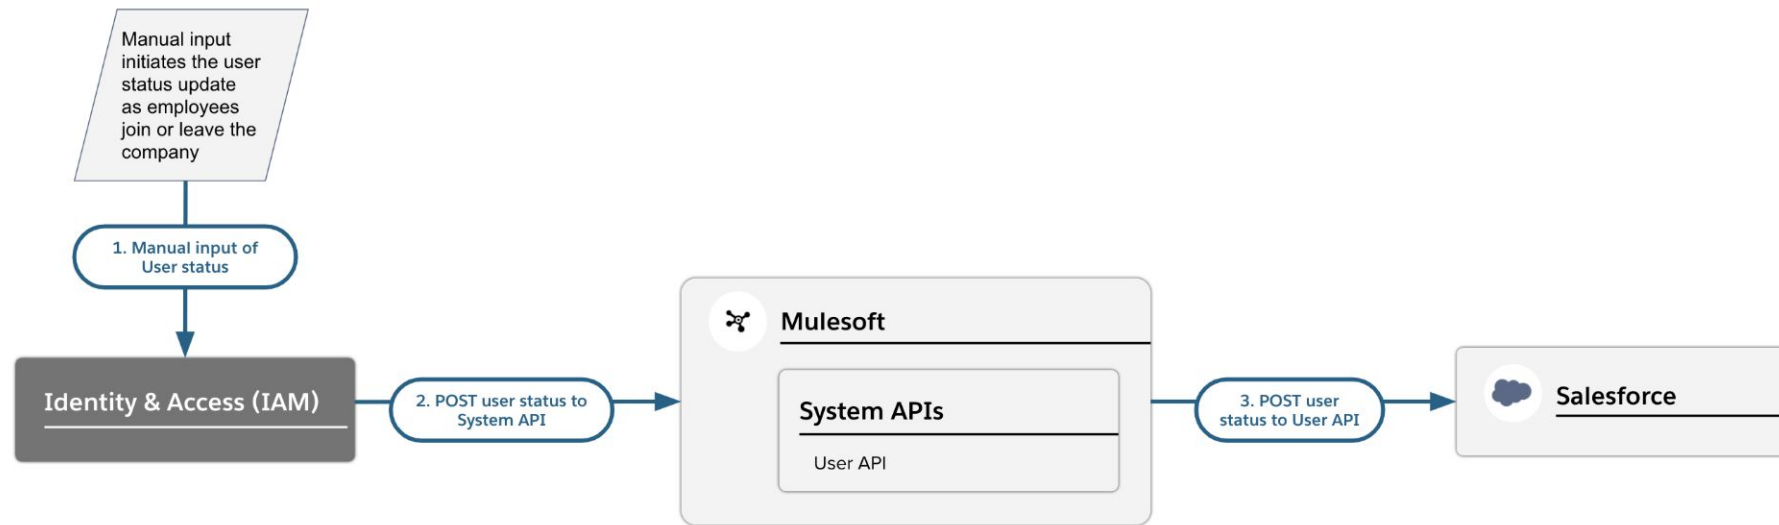 Manual input
initiates the user
status update
as employees
join or leave the
company
1. Manual input of
User status
Identity & Access (IAM)
2. POST user status to
System API
Mulesoft
System APIs
User API
3. POST user
status to User API
Salesforce